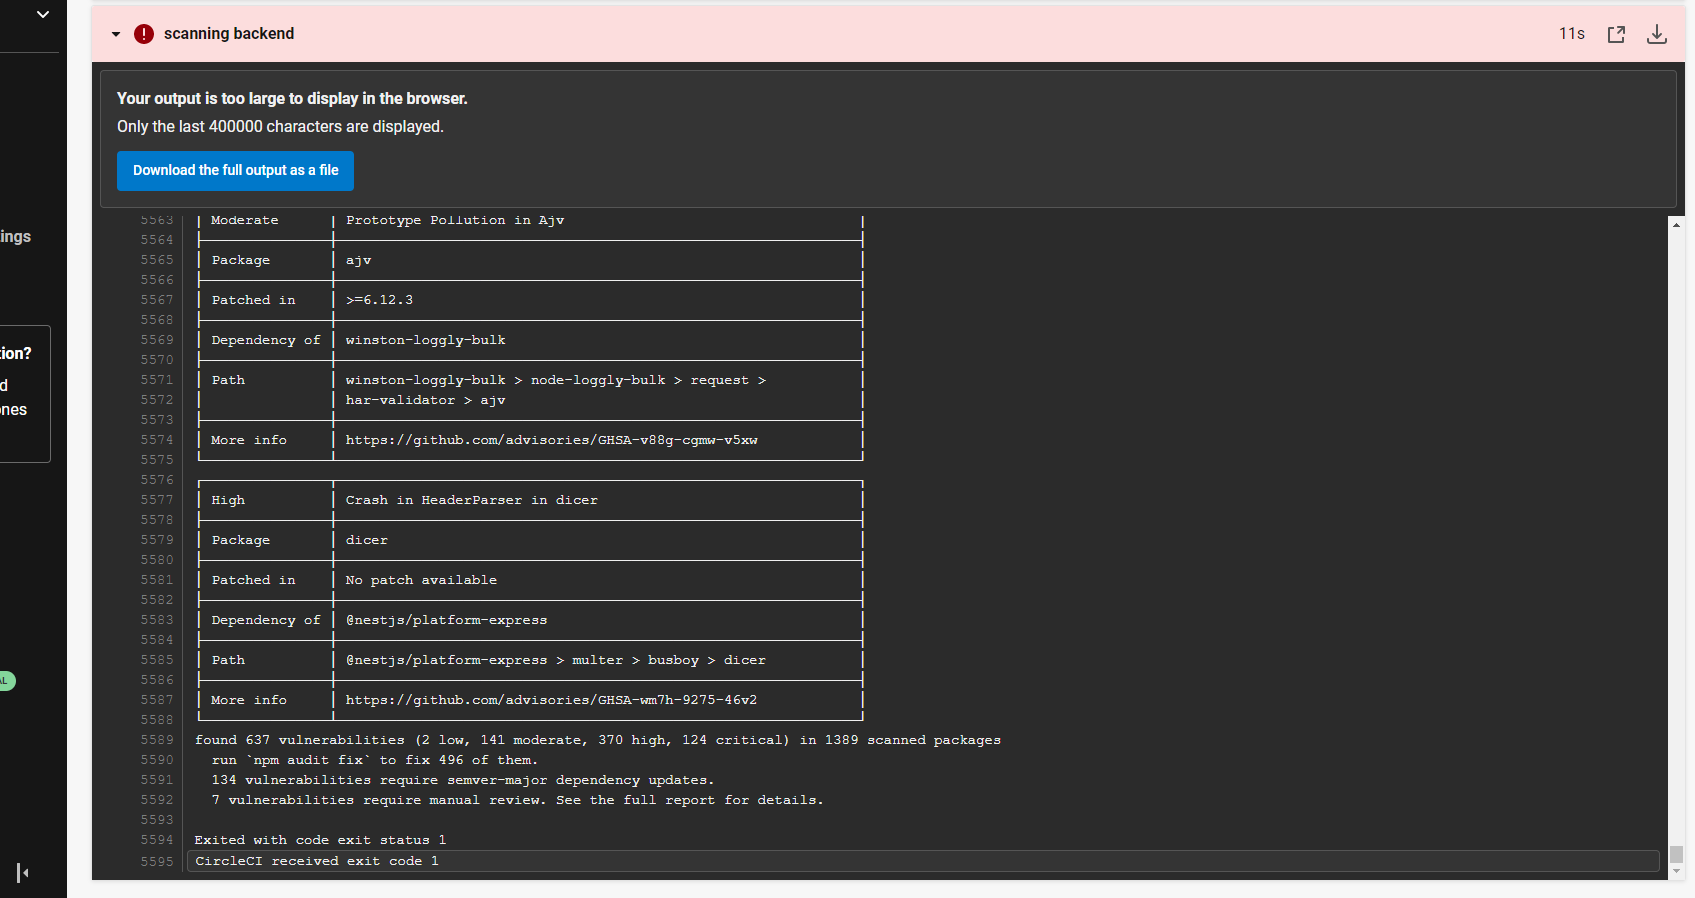 scanning backend
11s
Your output is too large to display in the browser.
Only the last 400000 characters are displayed.
Download the full output as a file
ings
tion?
d
ones
AL
5563 | Moderate | Prototype Pollution in Ajv |
5564
5565 | Package | ajv |
5566
5567 | Patched in | >=6.12.3 |
5568
5569 | Dependency of | winston-loggly-bulk |
5570
5571 | Path | winston-loggly-bulk > node-loggly-bulk > request > |
5572 | | har-validator > ajv |
5573
5574 | More info | https://github.com/advisories/GHSA-v88g-cgmw-v5xw |
5575
5576
5577 | High | Crash in HeaderParser in dicer |
5578
5579 | Package | dicer |
5580
5581 | Patched in | No patch available |
5582
5583 | Dependency of | @nestjs/platform-express |
5584
5585 | Path | @nestjs/platform-express > multer > busboy > dicer |
5586
5587 | More info | https://github.com/advisories/GHSA-wm7h-9275-46v2 |
5588
5589 found 637 vulnerabilities (2 low, 141 moderate, 370 high, 124 critical) in 1389 scanned packages
5590 run `npm audit fix` to fix 496 of them.
5591 134 vulnerabilities require semver-major dependency updates.
5592 7 vulnerabilities require manual review. See the full report for details.
5593
5594 Exited with code exit status 1
5595 CircleCI received exit code 1